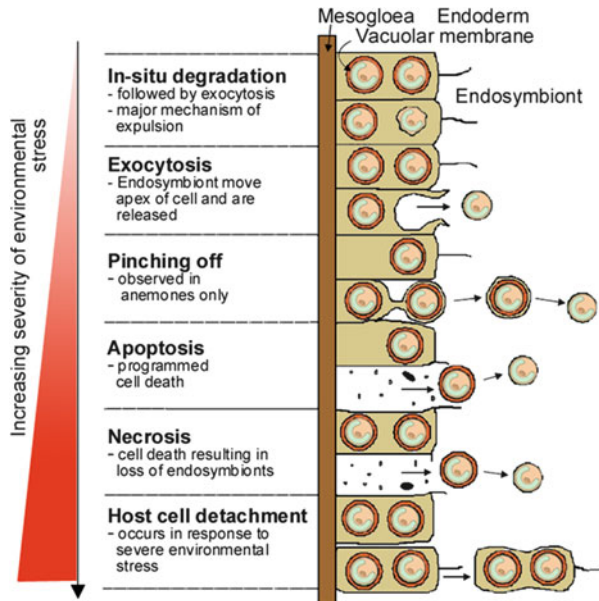 Mesogloea
Endoderm
Vacuolar membrane
Endosymbiont
Increasing severity of environmental
stress
In-situ degradation
- followed by exocytosis
- major mechanism of
expulsion
Exocytosis
- Endosymbiont move
apex of cell and are
released
Pinching off
- observed in
anemones only
Apoptosis
- programmed
cell death
Necrosis
- cell death resulting in
loss of endosymbionts
Host cell detachment
- occurs in response to
severe environmental
stress